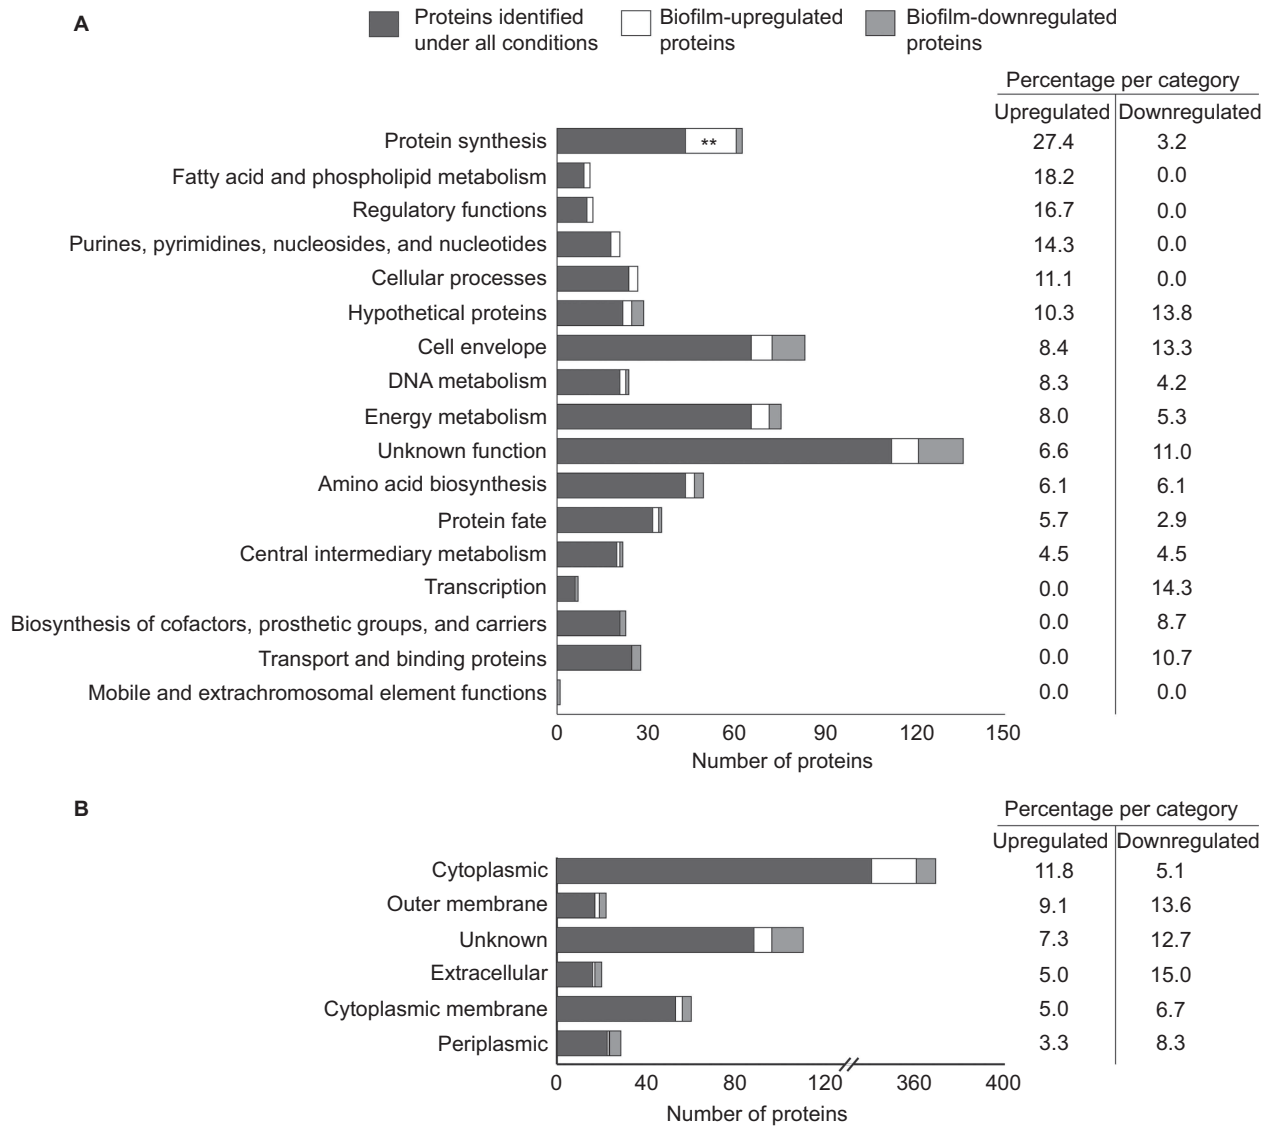 A
Proteins identified
under all conditions
Biofilm-upregulated
proteins
Biofilm-downregulated
proteins
Percentage per category
Upregulated Downregulated
Protein synthesis ** 27.4 3.2
Fatty acid and phospholipid metabolism 18.2 0.0
Regulatory functions 16.7 0.0
Purines, pyrimidines, nucleosides, and nucleotides 14.3 0.0
Cellular processes 11.1 0.0
Hypothetical proteins 10.3 13.8
Cell envelope 8.4 13.3
DNA metabolism 8.3 4.2
Energy metabolism 8.0 5.3
Unknown function 6.6 11.0
Amino acid biosynthesis 6.1 6.1
Protein fate 5.7 2.9
Central intermediary metabolism 4.5 4.5
Transcription 0.0 14.3
Biosynthesis of cofactors, prosthetic groups, and carriers 0.0 8.7
Transport and binding proteins 0.0 10.7
Mobile and extrachromosomal element functions 0.0 0.0
0 30 60 90 120 150
Number of proteins
B
Percentage per category
Upregulated Downregulated
Cytoplasmic 11.8 5.1
Outer membrane 9.1 13.6
Unknown 7.3 12.7
Extracellular 5.0 15.0
Cytoplasmic membrane 5.0 6.7
Periplasmic 3.3 8.3
0 40 80 120 360 400
Number of proteins